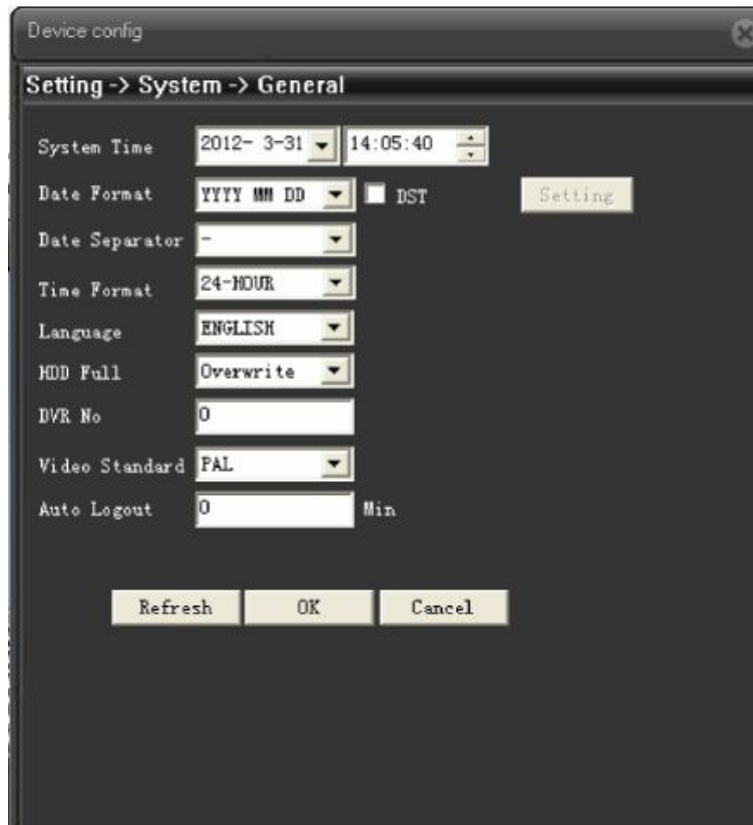 Device config
Setting -> System -> General
System Time 2012- 3-31 14:05:40
Date Format YYYY MM DD DST Setting
Date Separator -
Time Format 24-HOUR
Language ENGLISH
HDD Full Overwrite
DVR No 0
Video Standard PAL
Auto Logout 0 Min
Refresh OK Cancel